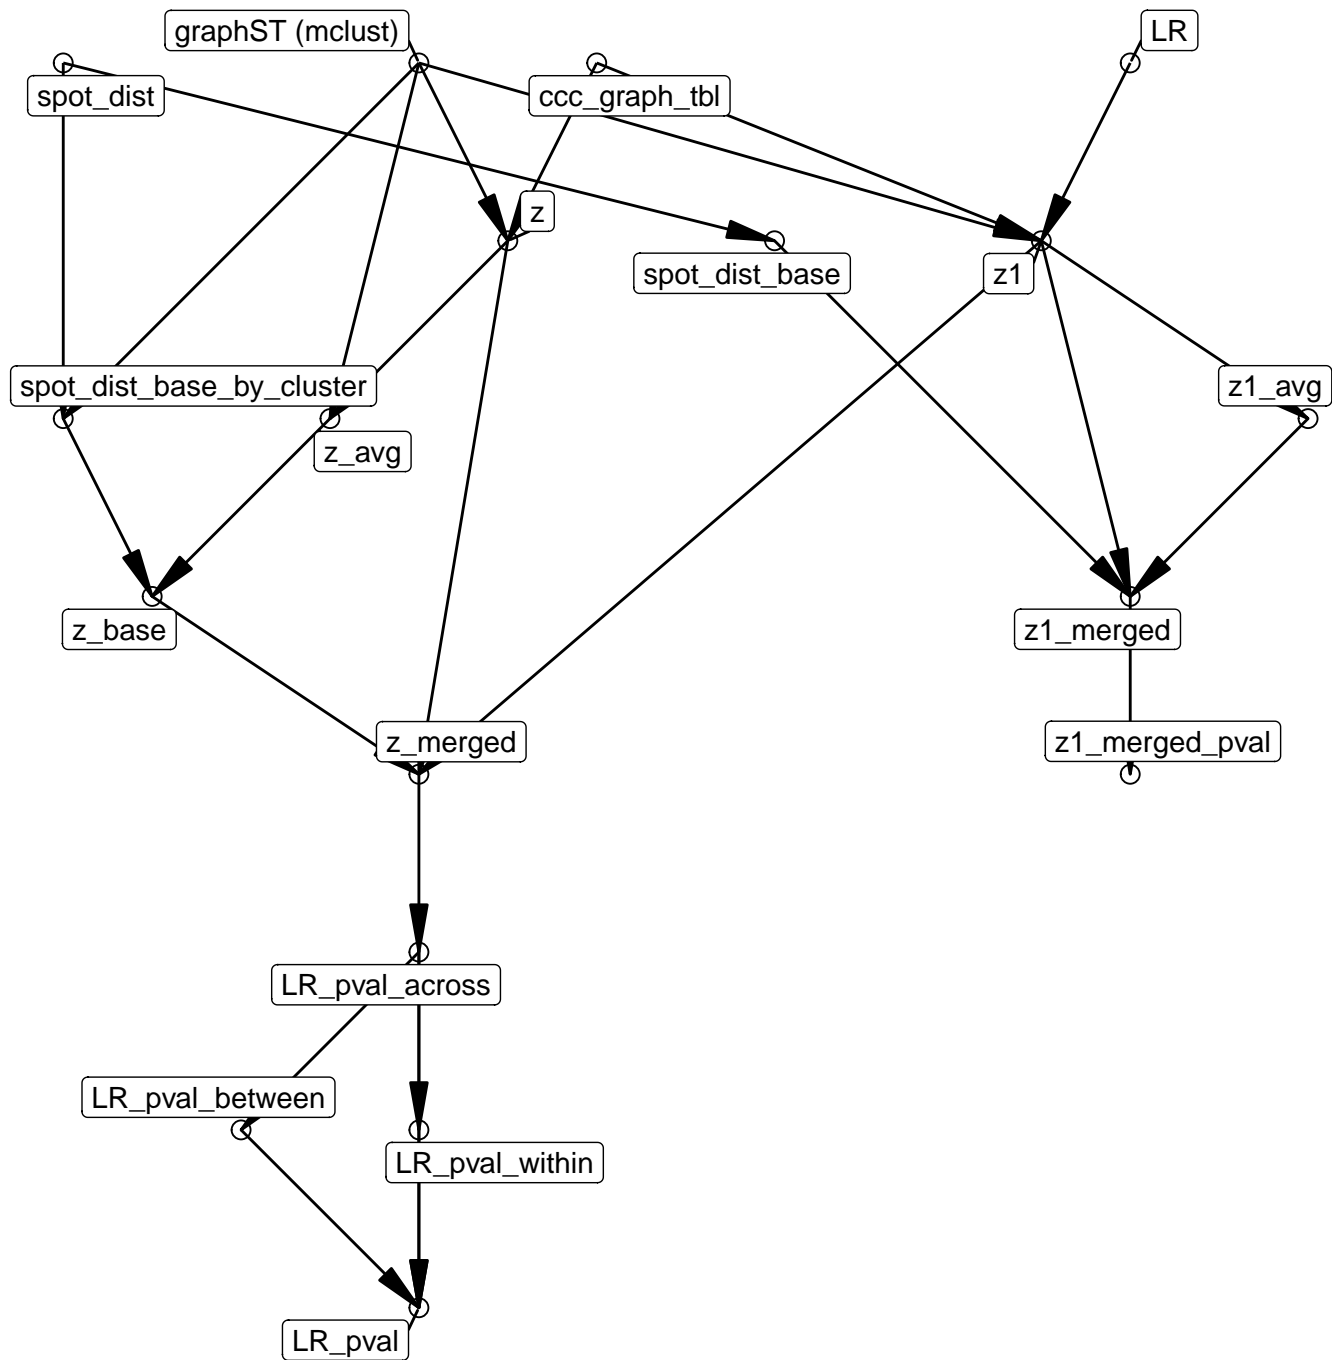 graphST (mclust)
LR
spot_dist
ccc_graph_tbl
z
spot_dist_base
z1
spot_dist_base_by_cluster
z1_avg
z_avg
z_base
z1_merged
z_merged
z1_merged_pval
LR_pval_across
LR_pval_between
LR_pval_within
LR_pval